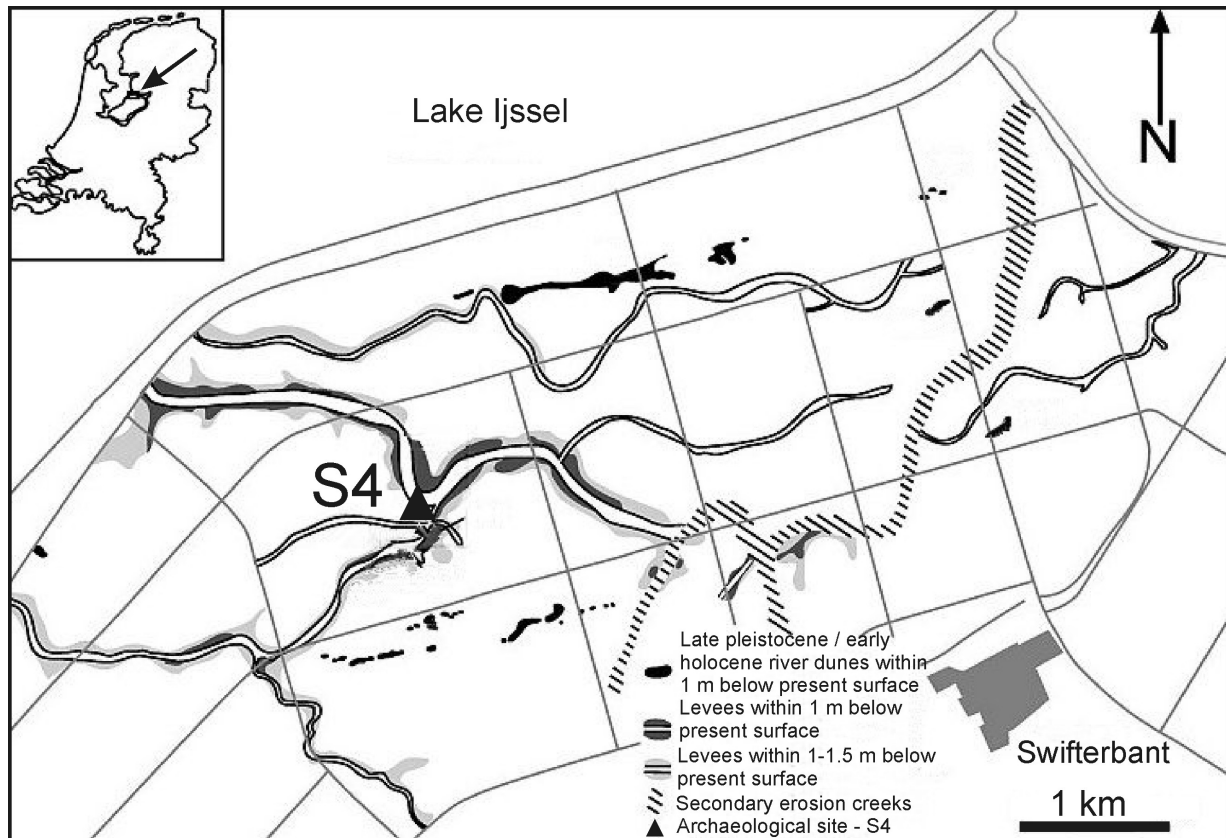 Lake Ijssel
N
S4
Late pleistocene / early
holocene river dunes within
1 m below present surface
Levees within 1 m below
present surface
Levees within 1-1.5 m below
present surface
Secondary erosion creeks
Archaeological site - S4
Swifterbant
1 km